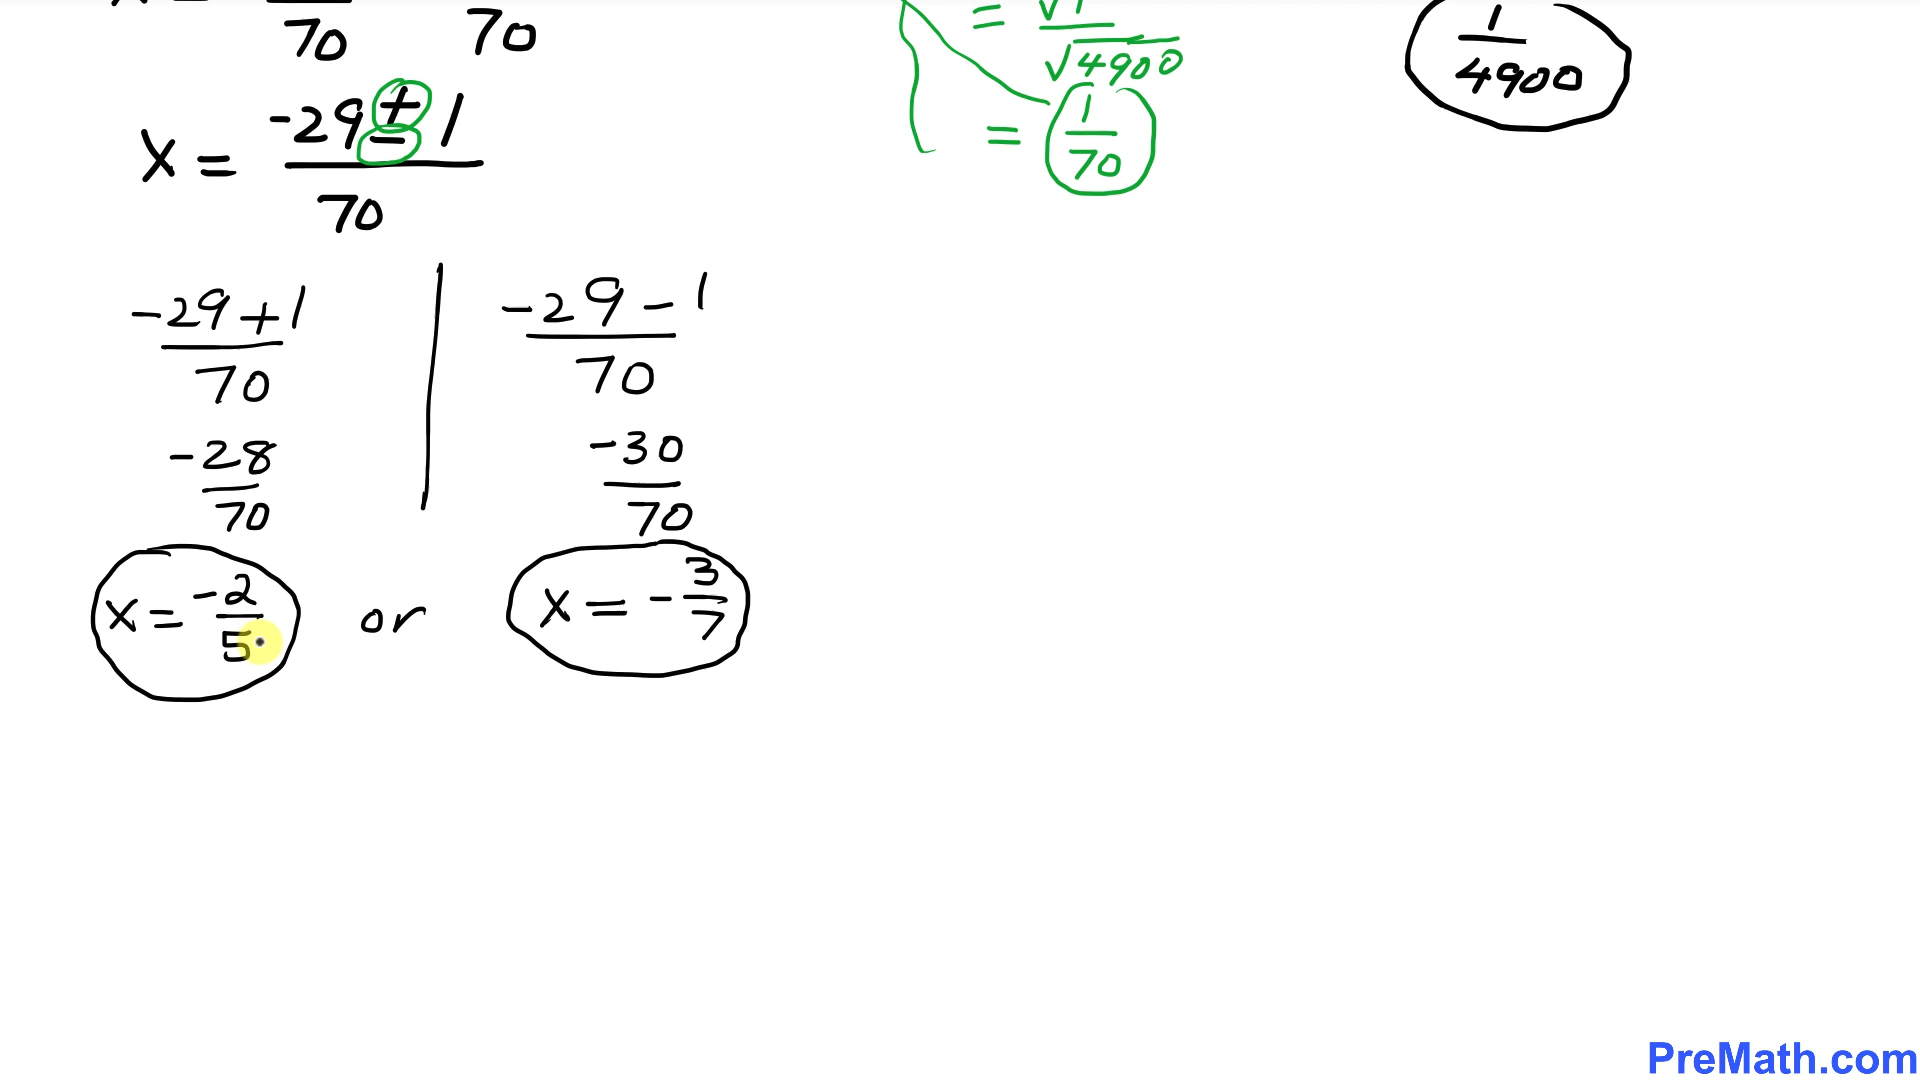 x = 70 70
x = (-29 ± 1)/70
(-29 + 1)/70 (-29 - 1)/70
-28/70 -30/70
x = -2/5 or x = -3/7
= √1/√4900
= 1/70
1/4900
PreMath.com